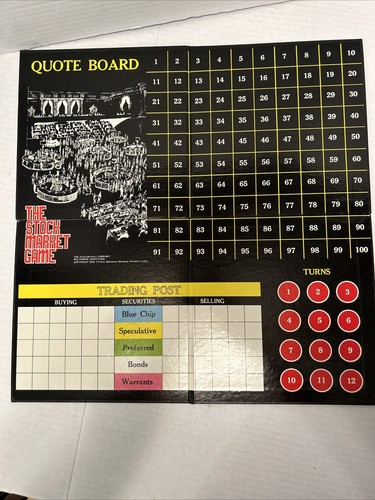 QUOTE BOARD
1 2 3 4 5 6 7 8 9 10
11 12 13 14 15 16 17 18 19 20
21 22 23 24 25 26 27 28 29 30
31 32 33 34 35 36 37 38 39 40
41 42 43 44 45 46 47 48 49 50
51 52 53 54 55 56 57 58 59 60
61 62 63 64 65 66 67 68 69 70
71 72 73 74 75 76 77 78 79 80
81 82 83 84 85 86 87 88 89 90
91 92 93 94 95 96 97 98 99 100
THE
STOCK
MARKET
GAME
THE AVALON HILL COMPANY
BALTIMORE, MARYLAND
TRADING POST
BUYING SECURITIES SELLING
Blue Chip
Speculative
Preferred
Bonds
Warrants
TURNS
1 2 3
4 5 6
7 8 9
10 11 12